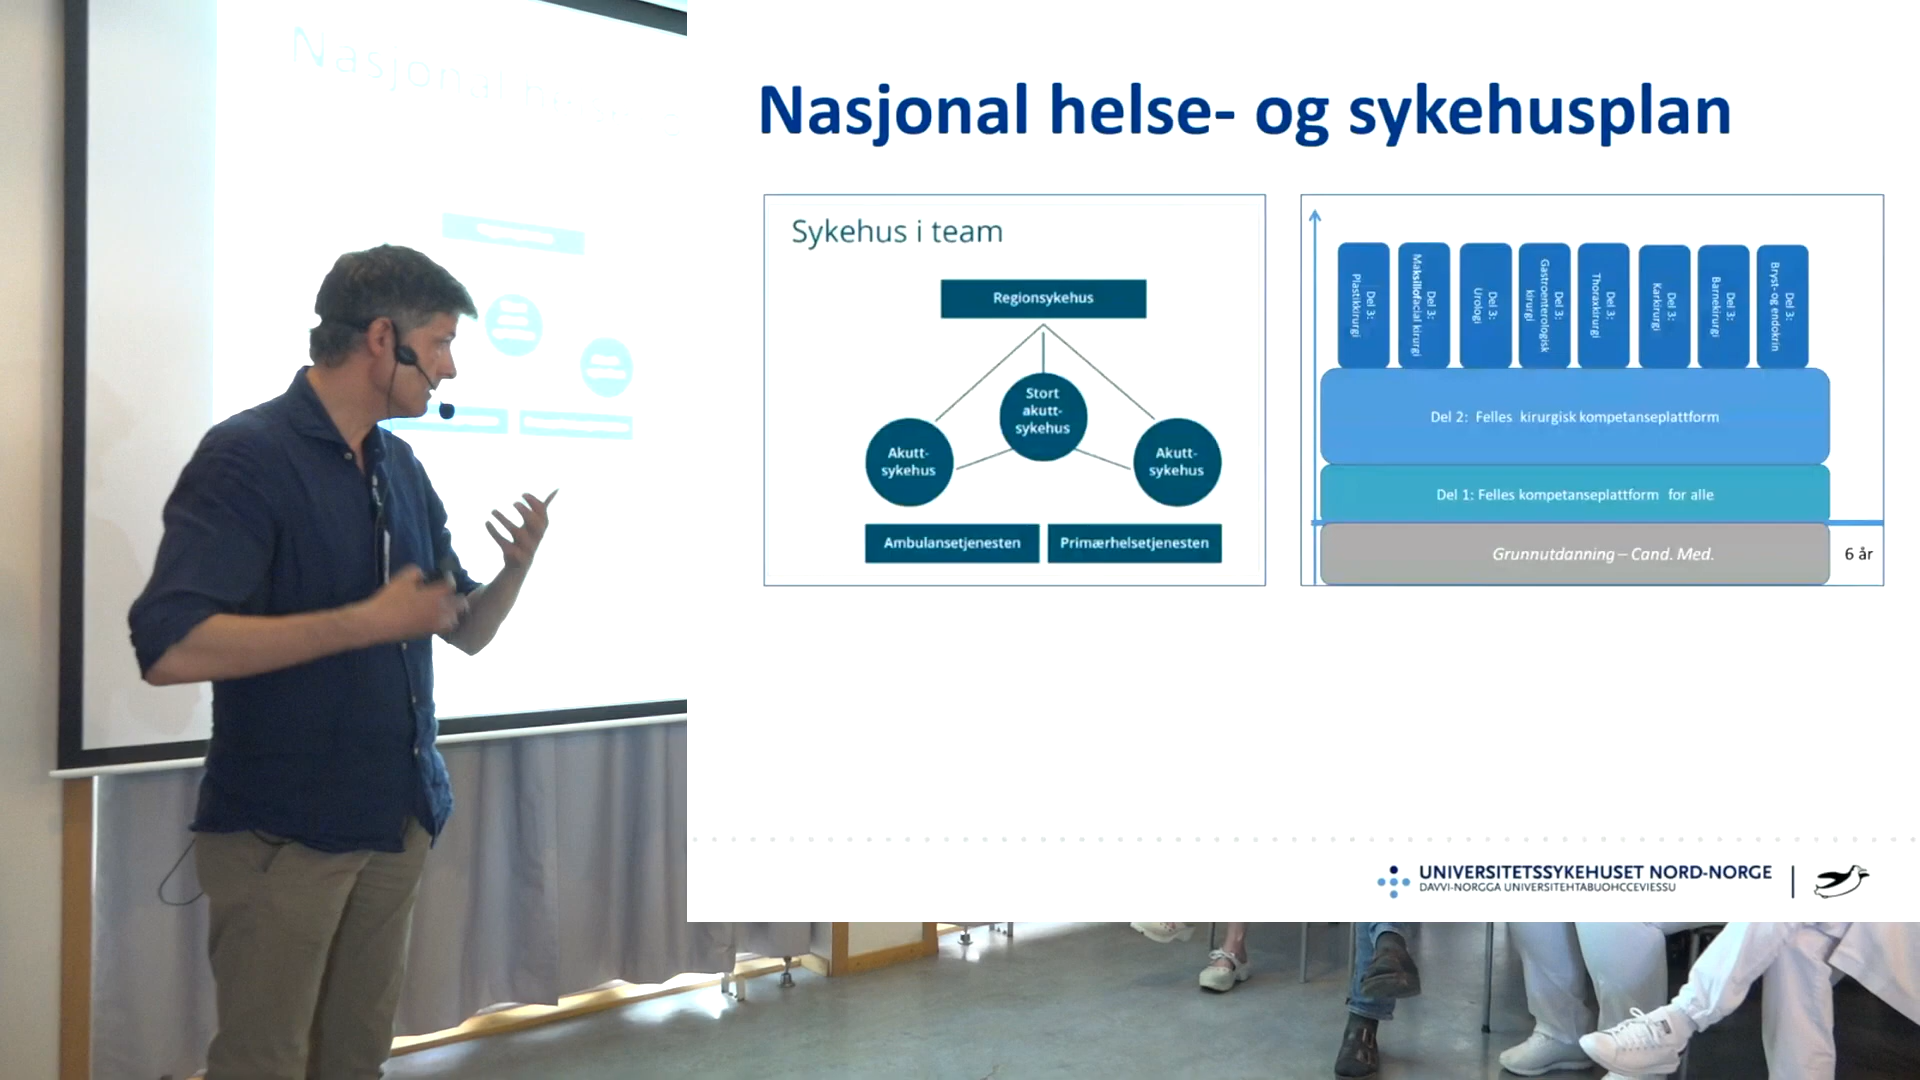 Nasjonal he
Nasjonal helse- og sykehusplan
Sykehus i team
Regionsykehus
Stort
akutt-
sykehus
Akutt-
sykehus
Akutt-
sykehus
Ambulansetjenesten
Primærhelsetjenesten
Del 3:
Plastikkirurgi
Del 3:
Maksillofacial kirurgi
Del 3:
Urologi
Del 3:
Gastroenterologisk
kirurgi
Del 3:
Thoraxkirurgi
Del 3:
Karkirurgi
Del 3:
Barnekirurgi
Del 3:
Bryst- og endokrin
Del 2: Felles kirurgisk kompetanseplattform
Del 1: Felles kompetanseplattform for alle
Grunnutdanning – Cand. Med.
6 år
UNIVERSITETSSYKEHUSET NORD-NORGE
DAVVI-NORGGA UNIVERSITEHTABUOHCCEVIESSU